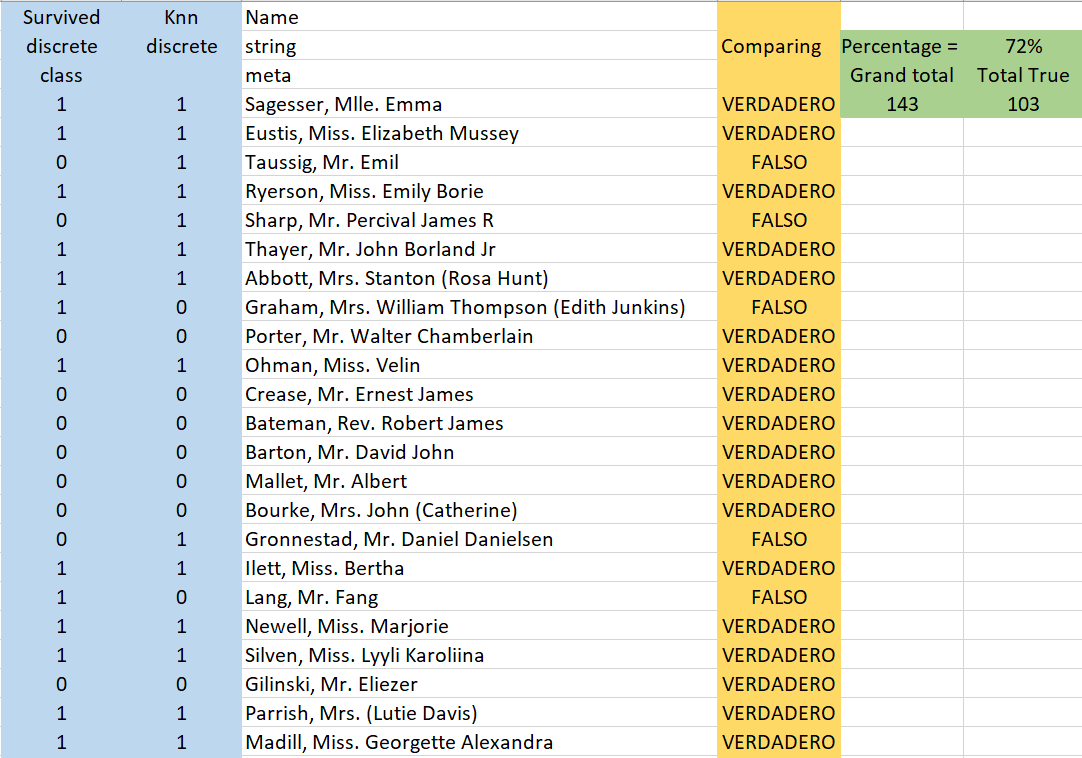 Survived Knn Name
discrete discrete string Comparing Percentage = 72%
class meta Grand total Total True
1 1 Sagesser, Mlle. Emma VERDADERO 143 103
1 1 Eustis, Miss. Elizabeth Mussey VERDADERO
0 1 Taussig, Mr. Emil FALSO
1 1 Ryerson, Miss. Emily Borie VERDADERO
0 1 Sharp, Mr. Percival James R FALSO
1 1 Thayer, Mr. John Borland Jr VERDADERO
1 1 Abbott, Mrs. Stanton (Rosa Hunt) VERDADERO
1 0 Graham, Mrs. William Thompson (Edith Junkins) FALSO
0 0 Porter, Mr. Walter Chamberlain VERDADERO
1 1 Ohman, Miss. Velin VERDADERO
0 0 Crease, Mr. Ernest James VERDADERO
0 0 Bateman, Rev. Robert James VERDADERO
0 0 Barton, Mr. David John VERDADERO
0 0 Mallet, Mr. Albert VERDADERO
0 0 Bourke, Mrs. John (Catherine) VERDADERO
0 1 Gronnestad, Mr. Daniel Danielsen FALSO
1 1 Ilett, Miss. Bertha VERDADERO
1 0 Lang, Mr. Fang FALSO
1 1 Newell, Miss. Marjorie VERDADERO
1 1 Silven, Miss. Lyyli Karoliina VERDADERO
0 0 Gilinski, Mr. Eliezer VERDADERO
1 1 Parrish, Mrs. (Lutie Davis) VERDADERO
1 1 Madill, Miss. Georgette Alexandra VERDADERO